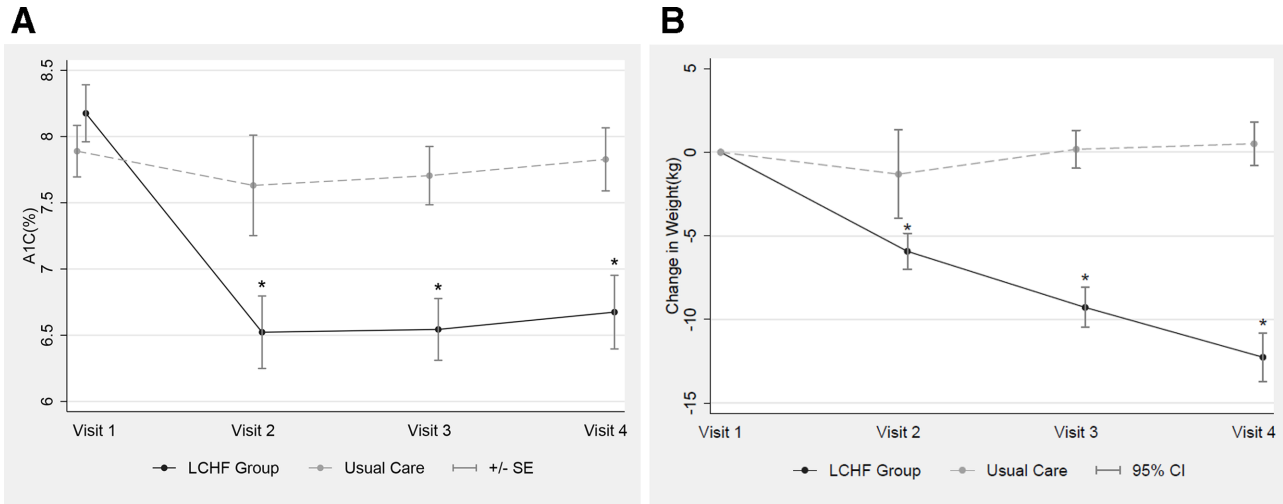 A
8.5
8
7.5
7
6.5
6
A1C(%)
*
*
*
Visit 1 Visit 2 Visit 3 Visit 4
LCHF Group Usual Care +/- SE
B
5
0
-5
-10
-15
Change in Weight(kg)
*
*
*
Visit 1 Visit 2 Visit 3 Visit 4
LCHF Group Usual Care 95% CI